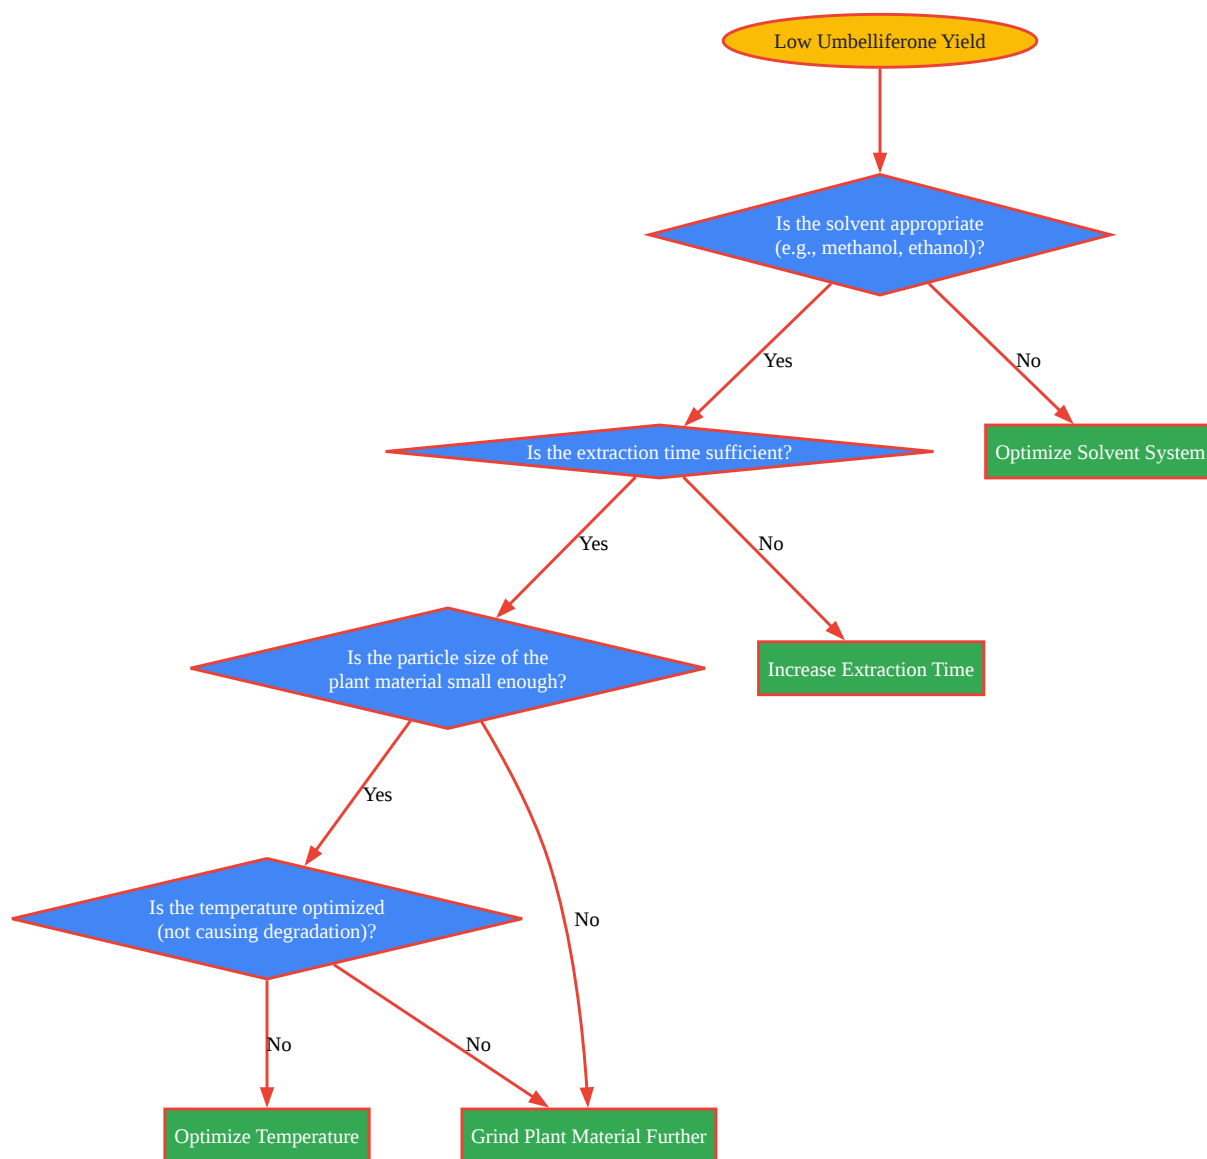 Low Umbelliferone Yield
Is the solvent appropriate
(e.g., methanol, ethanol)?
Yes
No
Is the extraction time sufficient?
Optimize Solvent System
Yes
No
Is the particle size of the
plant material small enough?
Increase Extraction Time
Yes
No
Is the temperature optimized
(not causing degradation)?
No
No
Optimize Temperature
Grind Plant Material Further